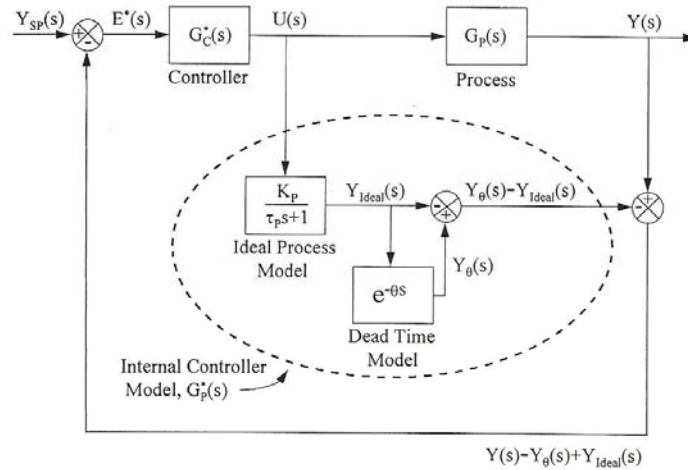 Y_SP(s)
+
-
E*(s)
G*_C(s)
Controller
U(s)
G_P(s)
Process
Y(s)
K_P
τ_Ps+1
Ideal Process
Model
Y_Ideal(s)
-
+
Y_θ(s)−Y_Ideal(s)
-
+
Y_θ(s)
e^-θs
Dead Time
Model
Internal Controller
Model, G*_P(s)
Y(s)−Y_θ(s)+Y_Ideal(s)